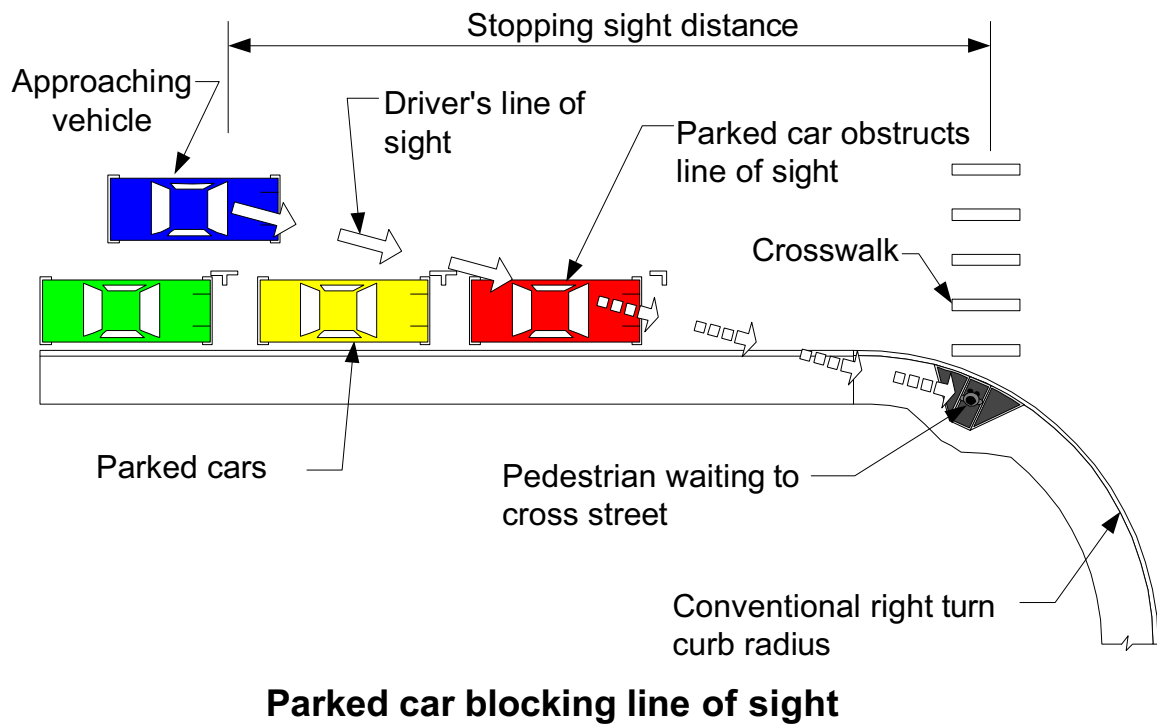 Stopping sight distance
Approaching
vehicle
Driver's line of
sight
Parked car obstructs
line of sight
Crosswalk
Parked cars
Pedestrian waiting to
cross street
Conventional right turn
curb radius
Parked car blocking line of sight